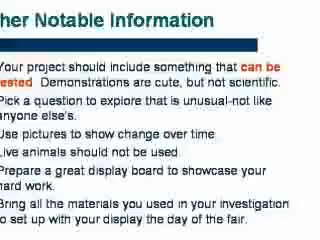 her Notable Information
Your project should include something that can be
ested Demonstrations are cute, but not scientific.
Pick a question to explore that is unusual-not like
anyone else's.
Use pictures to show change over time.
Live animals should not be used.
Prepare a great display board to showcase your
hard work.
Bring all the materials you used in your investigation
o set up with your display the day of the fair.